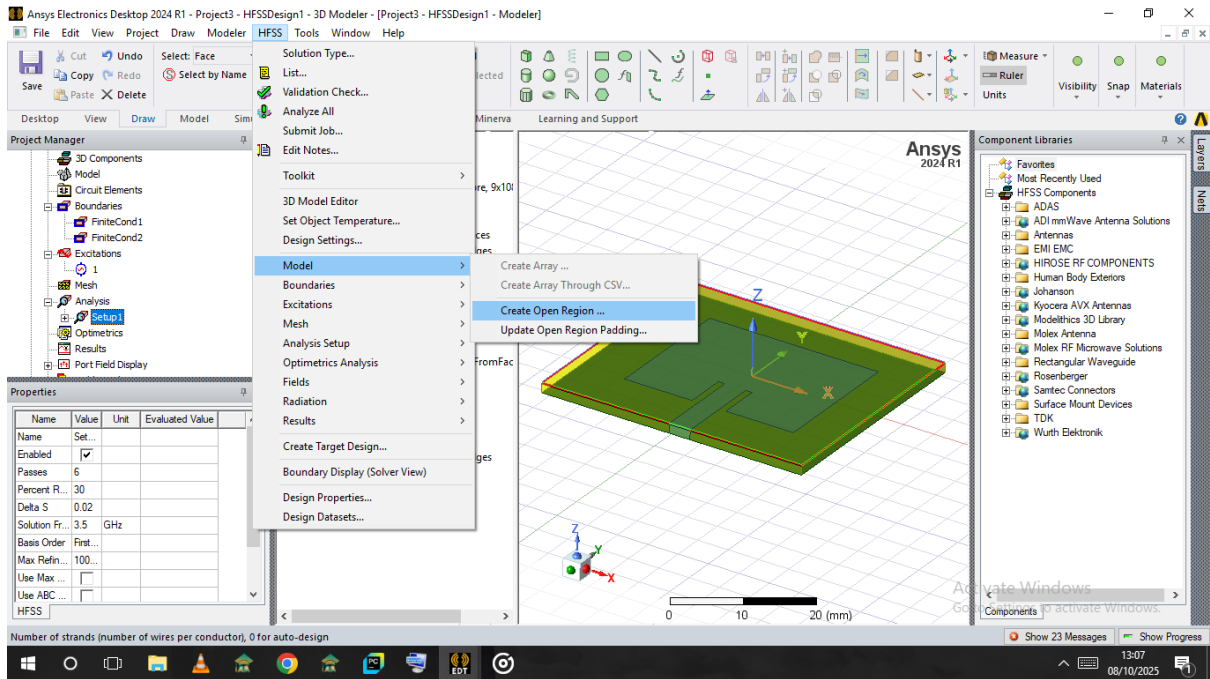 Ansys Electronics Desktop 2024 R1 - Project3 - HFSSDesign1 - 3D Modeler - [Project3 - HFSSDesign1 - Modeler]
File Edit View Project Draw Modeler HFSS Tools Window Help
Save
Cut
Copy
Paste
Undo
Redo
Delete
Select: Face
Select by Name
Measure
Ruler
Units
Visibility
Snap
Materials
Desktop View Draw Model Minerva Learning and Support
Project Manager
3D Components
Model
Circuit Elements
Boundaries
FiniteCond1
FiniteCond2
Excitations
1
Mesh
Analysis
Setup1
Optimetrics
Results
Port Field Display
Properties
Name Value Unit Evaluated Value
Name Set...
Enabled
Passes 6
Percent R... 30
Delta S 0.02
Solution Fr... 3.5 GHz
Basis Order First...
Max Refin... 100...
Use Max ...
Use ABC ...
HFSS
Solution Type...
List...
Validation Check...
Analyze All
Submit Job...
Edit Notes...
Toolkit
3D Model Editor
Set Object Temperature...
Design Settings...
Model
Boundaries
Excitations
Mesh
Analysis Setup
Optimetrics Analysis
Fields
Radiation
Results
Create Target Design...
Boundary Display (Solver View)
Design Properties...
Design Datasets...
Create Array ...
Create Array Through CSV...
Create Open Region ...
Update Open Region Padding...
FromFac
Ansys
2024 R1
Z
Y
X
Z
Y
X
0 10 20 (mm)
Component Libraries
Favorites
Most Recently Used
HFSS Components
ADAS
ADI mmWave Antenna Solutions
Antennas
EMI EMC
HIROSE RF COMPONENTS
Human Body Exteriors
Johanson
Kyocera AVX Antennas
Modelithics 3D Library
Molex Antenna
Molex RF Microwave Solutions
Rectangular Waveguide
Rosenberger
Samtec Connectors
Surface Mount Devices
TDK
Wurth Elektronik
Components
Layers
Nets
Activate Windows
Go to Settings to activate Windows.
Number of strands (number of wires per conductor), 0 for auto-design
Show 23 Messages
Show Progress
PC
EDT
13:07
08/10/2025
1